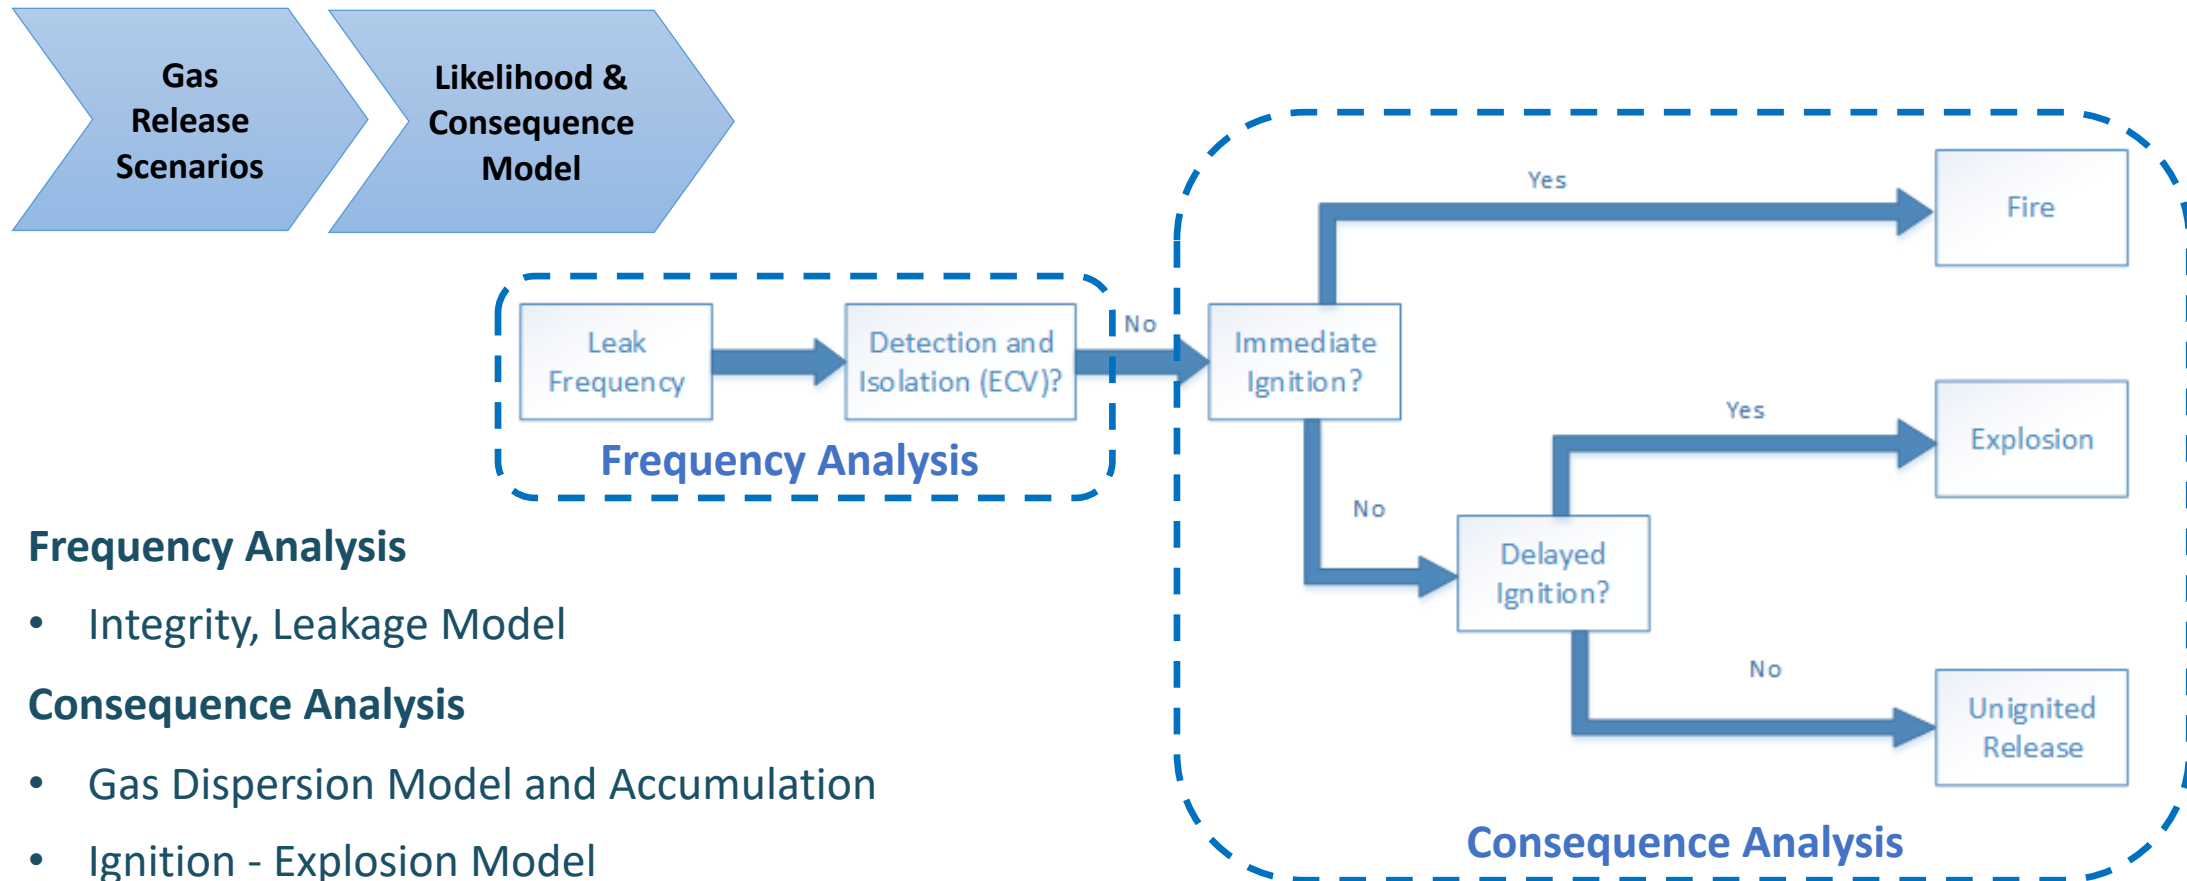 Gas
Release
Scenarios
Likelihood &
Consequence
Model
Leak
Frequency
Detection and
Isolation (ECV)?
No
Frequency Analysis
Immediate
Ignition?
Yes
Fire
No
Delayed
Ignition?
Yes
Explosion
No
Unignited
Release
Consequence Analysis
Frequency Analysis
• Integrity, Leakage Model
Consequence Analysis
• Gas Dispersion Model and Accumulation
• Ignition - Explosion Model